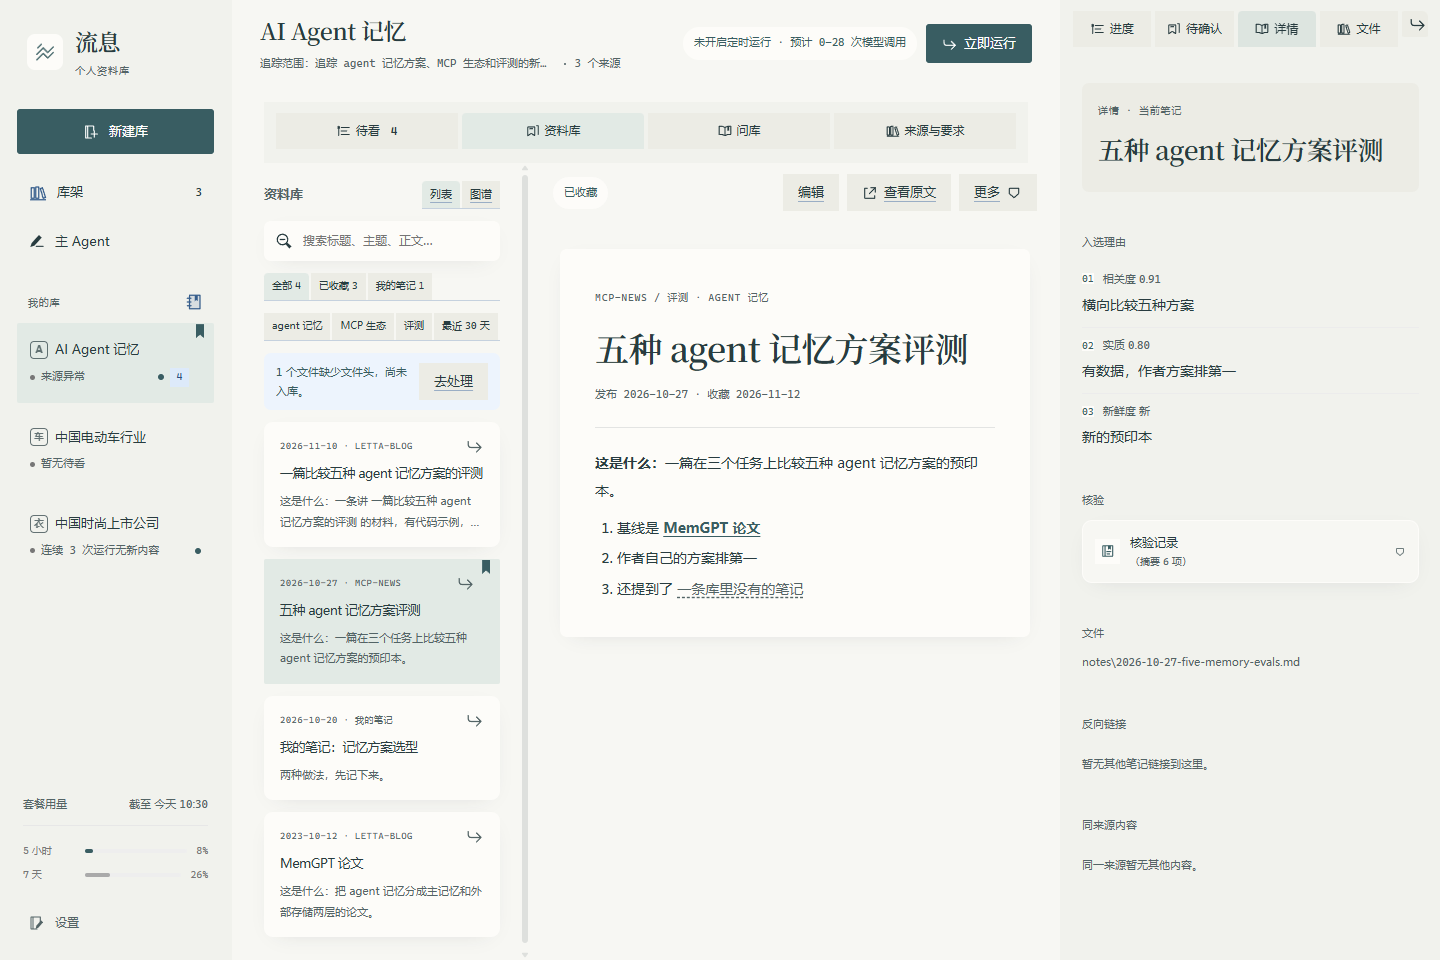 流息
个人资料库
新建库
库架 3
主 Agent
我的库
A AI Agent 记忆
来源异常 4
车 中国电动车行业
暂无待看
衣 中国时尚上市公司
连续 3 次运行无新内容
套餐用量 截至 今天 10:30
5 小时 8%
7 天 26%
设置
AI Agent 记忆
追踪范围：追踪 agent 记忆方案、MCP 生态和评测的新… · 3 个来源
未开启定时运行 · 预计 0–28 次模型调用
立即运行
待看 4
资料库
问库
来源与要求
资料库
列表 图谱
搜索标题、主题、正文...
全部 4 已收藏 3 我的笔记 1
agent 记忆 MCP 生态 评测 最近 30 天
1 个文件缺少文件头，尚未
入库。
去处理
2026-11-10 · LETTA-BLOG
一篇比较五种 agent 记忆方案的评测
这是什么：一条讲 一篇比较五种 agent
记忆方案的评测 的材料，有代码示例，...
2026-10-27 · MCP-NEWS
五种 agent 记忆方案评测
这是什么：一篇在三个任务上比较五种
agent 记忆方案的预印本。
2026-10-20 · 我的笔记
我的笔记：记忆方案选型
两种做法，先记下来。
2023-10-12 · LETTA-BLOG
MemGPT 论文
这是什么：把 agent 记忆分成主记忆和外
部存储两层的论文。
已收藏
编辑
查看原文
更多
MCP-NEWS / 评测 · AGENT 记忆
五种 agent 记忆方案评测
发布 2026-10-27 · 收藏 2026-11-12
这是什么：一篇在三个任务上比较五种 agent 记忆方案的预印
本。
1. 基线是 MemGPT 论文
2. 作者自己的方案排第一
3. 还提到了 一条库里没有的笔记
进度
待确认
详情
文件
详情 · 当前笔记
五种 agent 记忆方案评测
入选理由
01 相关度 0.91
横向比较五种方案
02 实质 0.80
有数据，作者方案排第一
03 新鲜度 新
新的预印本
核验
核验记录
（摘要 6 项）
文件
notes\2026-10-27-five-memory-evals.md
反向链接
暂无其他笔记链接到这里。
同来源内容
同一来源暂无其他内容。